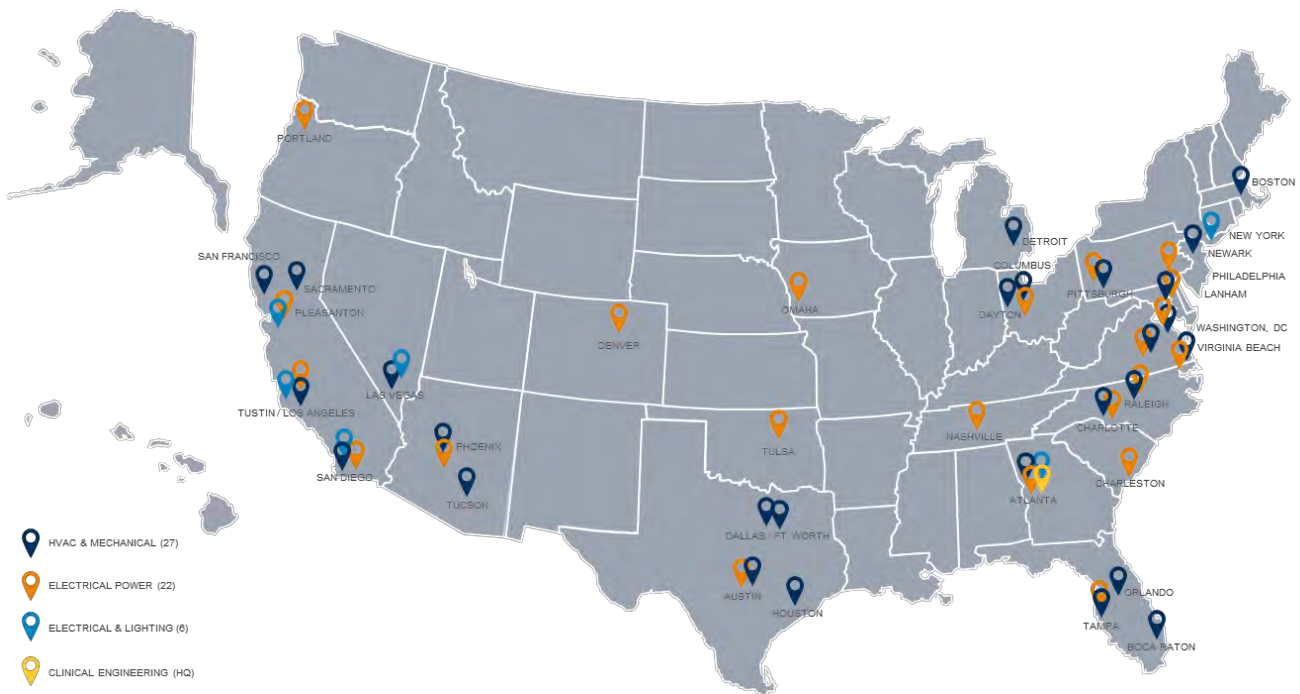 PORTLAND
BOSTON
NEW YORK
DETROIT
NEWARK
SAN FRANCISCO
COLUMBUS
PHILADELPHIA
SACRAMENTO
PITTSBURGH
LANHAM
PLEASANTON
OMAHA
DAYTON
WASHINGTON, DC
DENVER
VIRGINIA BEACH
LAS VEGAS
RALEIGH
TUSTIN / LOS ANGELES
CHARLOTTE
NASHVILLE
PHOENIX
TULSA
SAN DIEGO
CHARLESTON
TUCSON
ATLANTA
DALLAS / FT. WORTH
HVAC & MECHANICAL (27)
ELECTRICAL POWER (22)
AUSTIN
HOUSTON
ORLANDO
TAMPA
ELECTRICAL & LIGHTING (6)
BOCA RATON
CLINICAL ENGINEERING (HQ)